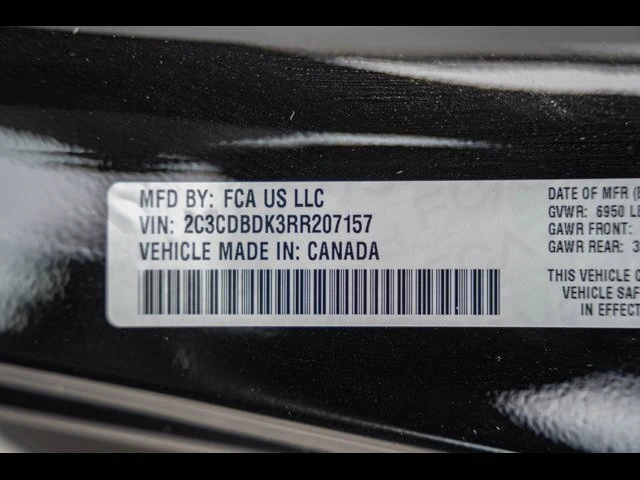 MFD BY: FCA US LLC
VIN: 2C3CDBDK3RR207157
VEHICLE MADE IN: CANADA
DATE OF MFR
GVWR: 6950
GAWR FRONT:
GAWR REAR:
THIS VEHICLE
VEHICLE
IN EFFECT